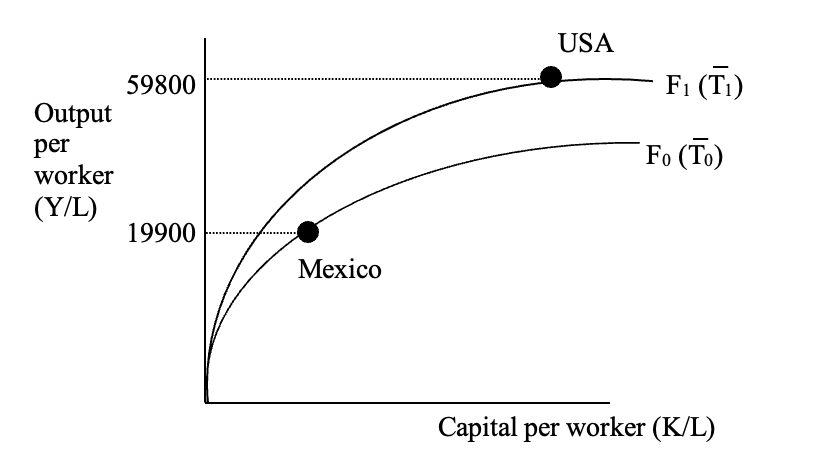 USA
59800
F₁ (T̅₁)
Output
per
worker
(Y/L)
F₀ (T̅₀)
19900
Mexico
Capital per worker (K/L)